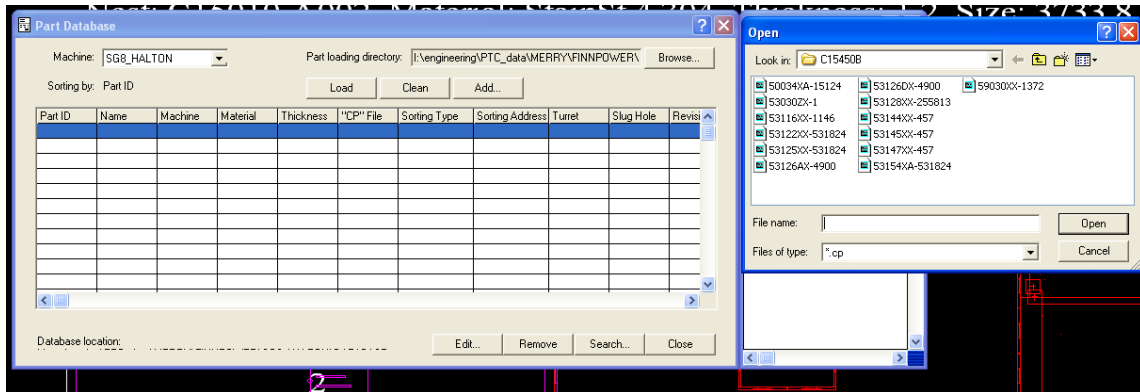 Part Database
Machine: SG8_HALTON
Part loading directory: I:\engineering\PTC_data\MERRY\FINNPOWER\
Browse...
Sorting by: Part ID
Load
Clean
Add...
Part ID Name Machine Material Thickness "CP" File Sorting Type Sorting Address Turret Slug Hole
Database location:
Edit...
Remove
Search...
Close
2
Open
Look in: C15450B
50034XA-15124
53030ZX-1
53116XX-1146
53122XX-531824
53125XX-531824
53126AX-4900
53126DX-4900
53128XX-255813
53144XX-457
53145XX-457
53147XX-457
53154XA-531824
59030XX-1372
File name:
Open
Files of type: *.cp
Cancel